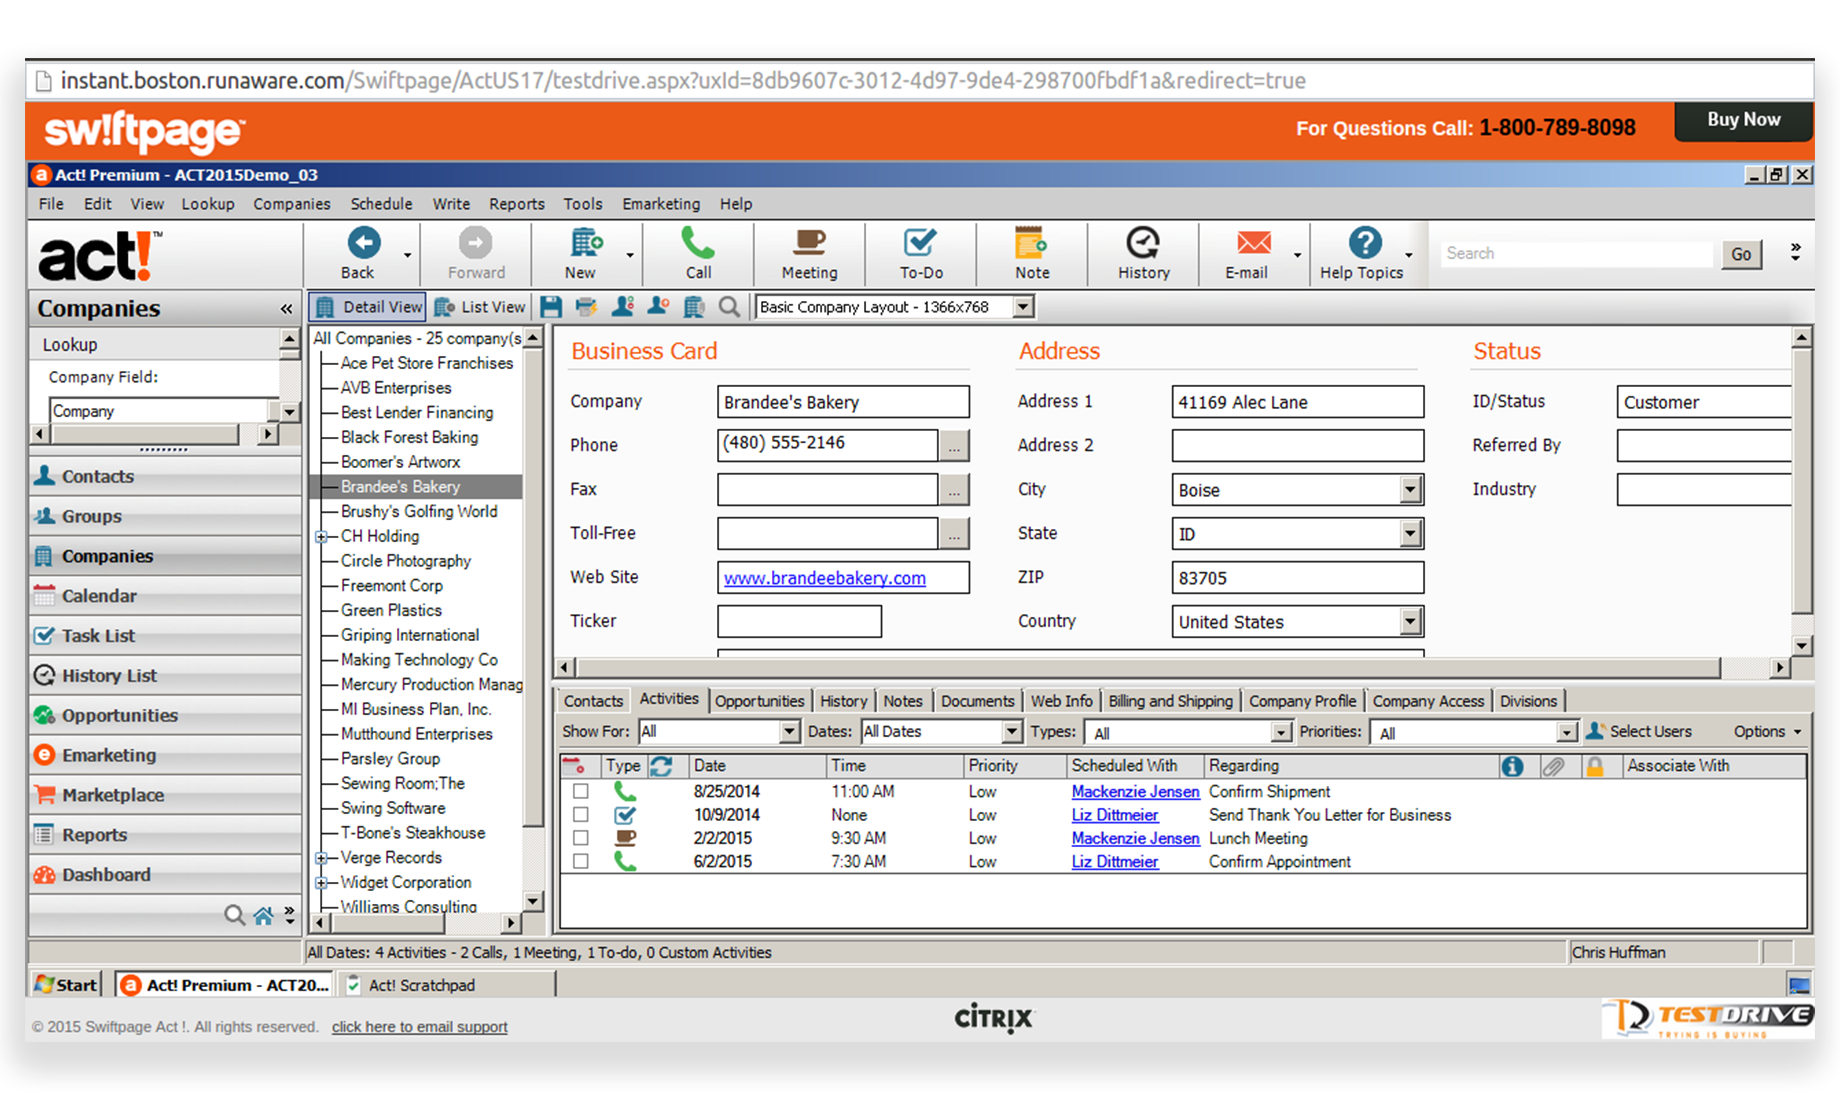 instant.boston.runaware.com/Swiftpage/ActUS17/testdrive.aspx?uxId=8db9607c-3012-4d97-9de4-298700fbdf1a&redirect=true
sw!ftpage™
For Questions Call: 1-800-789-8098
Buy Now
Act! Premium - ACT2015Demo_03
File Edit View Lookup Companies Schedule Write Reports Tools Emarketing Help
act!™
Back Forward New Call Meeting To-Do Note History E-mail Help Topics Search Go
Companies «
Detail View List View Basic Company Layout - 1366x768
Lookup
Company Field:
Company
Contacts
Groups
Companies
Calendar
Task List
History List
Opportunities
Emarketing
Marketplace
Reports
Dashboard
All Companies - 25 company(s
Ace Pet Store Franchises
AVB Enterprises
Best Lender Financing
Black Forest Baking
Boomer's Artworx
Brandee's Bakery
Brushy's Golfing World
CH Holding
Circle Photography
Freemont Corp
Green Plastics
Griping International
Making Technology Co
Mercury Production Manag
MI Business Plan, Inc.
Mutthound Enterprises
Parsley Group
Sewing Room;The
Swing Software
T-Bone's Steakhouse
Verge Records
Widget Corporation
Williams Consulting
Business Card
Company Brandee's Bakery
Phone (480) 555-2146 ...
Fax ...
Toll-Free ...
Web Site www.brandeebakery.com
Ticker
Address
Address 1 41169 Alec Lane
Address 2
City Boise
State ID
ZIP 83705
Country United States
Status
ID/Status Customer
Referred By
Industry
Contacts Activities Opportunities History Notes Documents Web Info Billing and Shipping Company Profile Company Access Divisions
Show For: All Dates: All Dates Types: All Priorities: All Select Users Options
Type Date Time Priority Scheduled With Regarding Associate With
8/25/2014 11:00 AM Low Mackenzie Jensen Confirm Shipment
10/9/2014 None Low Liz Dittmeier Send Thank You Letter for Business
2/2/2015 9:30 AM Low Mackenzie Jensen Lunch Meeting
6/2/2015 7:30 AM Low Liz Dittmeier Confirm Appointment
All Dates: 4 Activities - 2 Calls, 1 Meeting, 1 To-do, 0 Custom Activities
Chris Huffman
Start Act! Premium - ACT20... Act! Scratchpad
© 2015 Swiftpage Act !. All rights reserved. click here to email support
CİTRIX
TESTDRIVE
TRYING IS BUYING